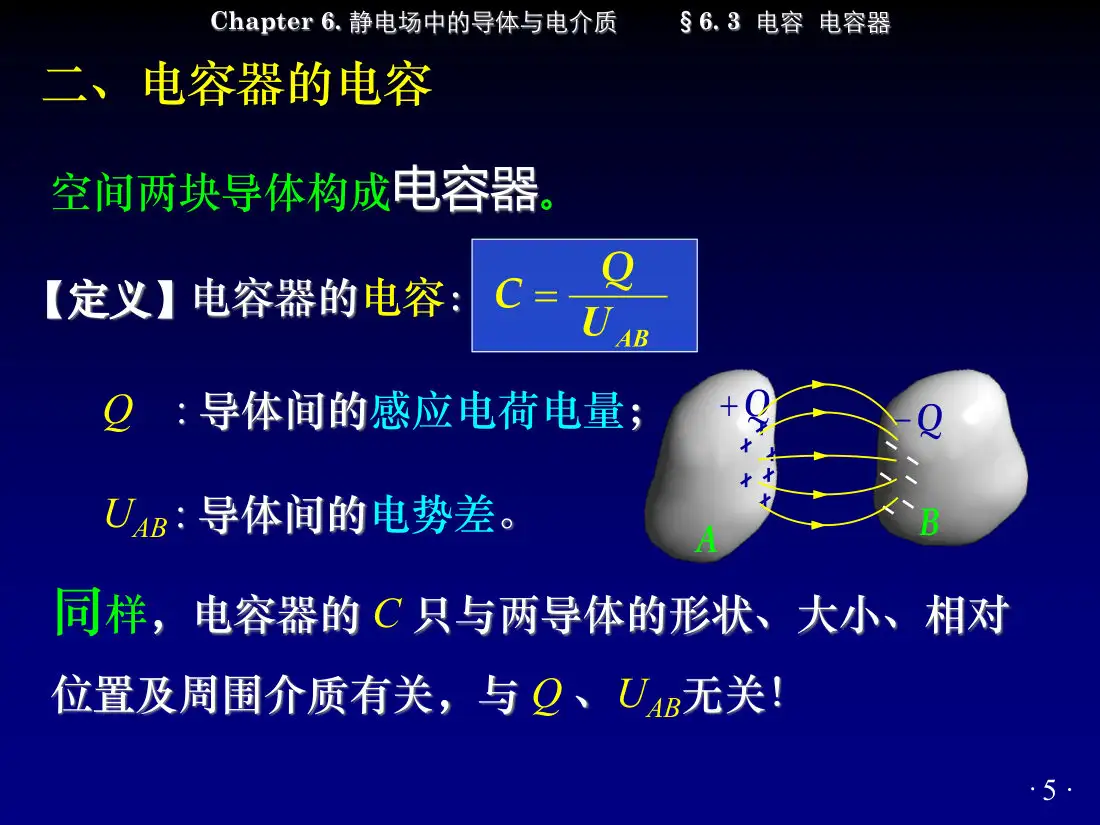 Chapter 6. 静电场中的导体与电介质 §6. 3 电容 电容器
二、电容器的电容
空间两块导体构成电容器。
【定义】电容器的电容: C = Q / U_AB
Q : 导体间的感应电荷电量;
U_AB : 导体间的电势差。
+Q
−Q
A
B
同样，电容器的 C 只与两导体的形状、大小、相对
位置及周围介质有关，与 Q 、U_AB无关!
· 5 ·